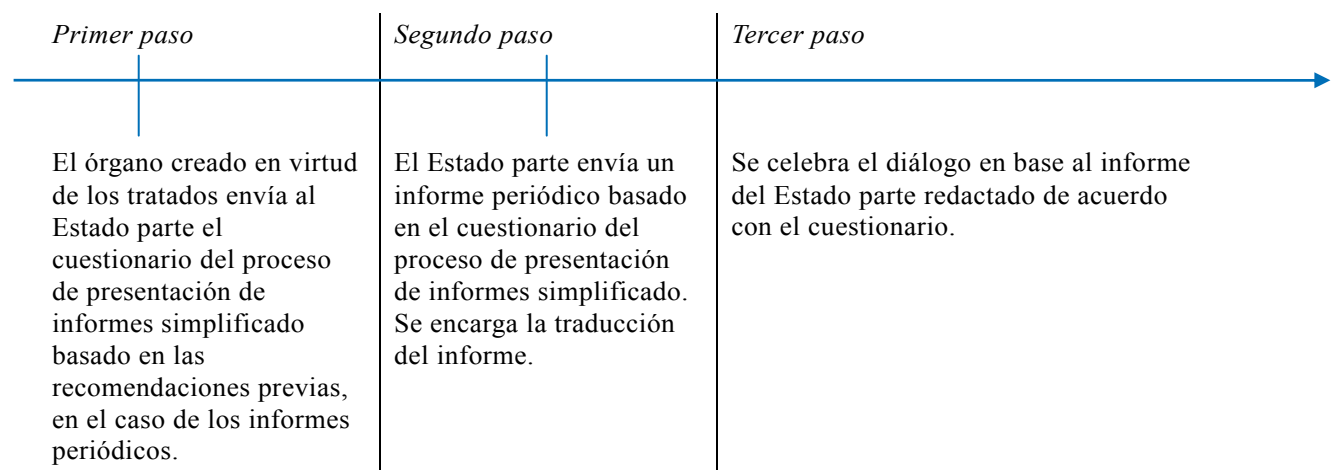 Primer paso
El órgano creado en virtud
de los tratados envía al
Estado parte el
cuestionario del proceso
de presentación de
informes simplificado
basado en las
recomendaciones previas,
en el caso de los informes
periódicos.
Segundo paso
El Estado parte envía un
informe periódico basado
en el cuestionario del
proceso de presentación
de informes simplificado.
Se encarga la traducción
del informe.
Tercer paso
Se celebra el diálogo en base al informe
del Estado parte redactado de acuerdo
con el cuestionario.